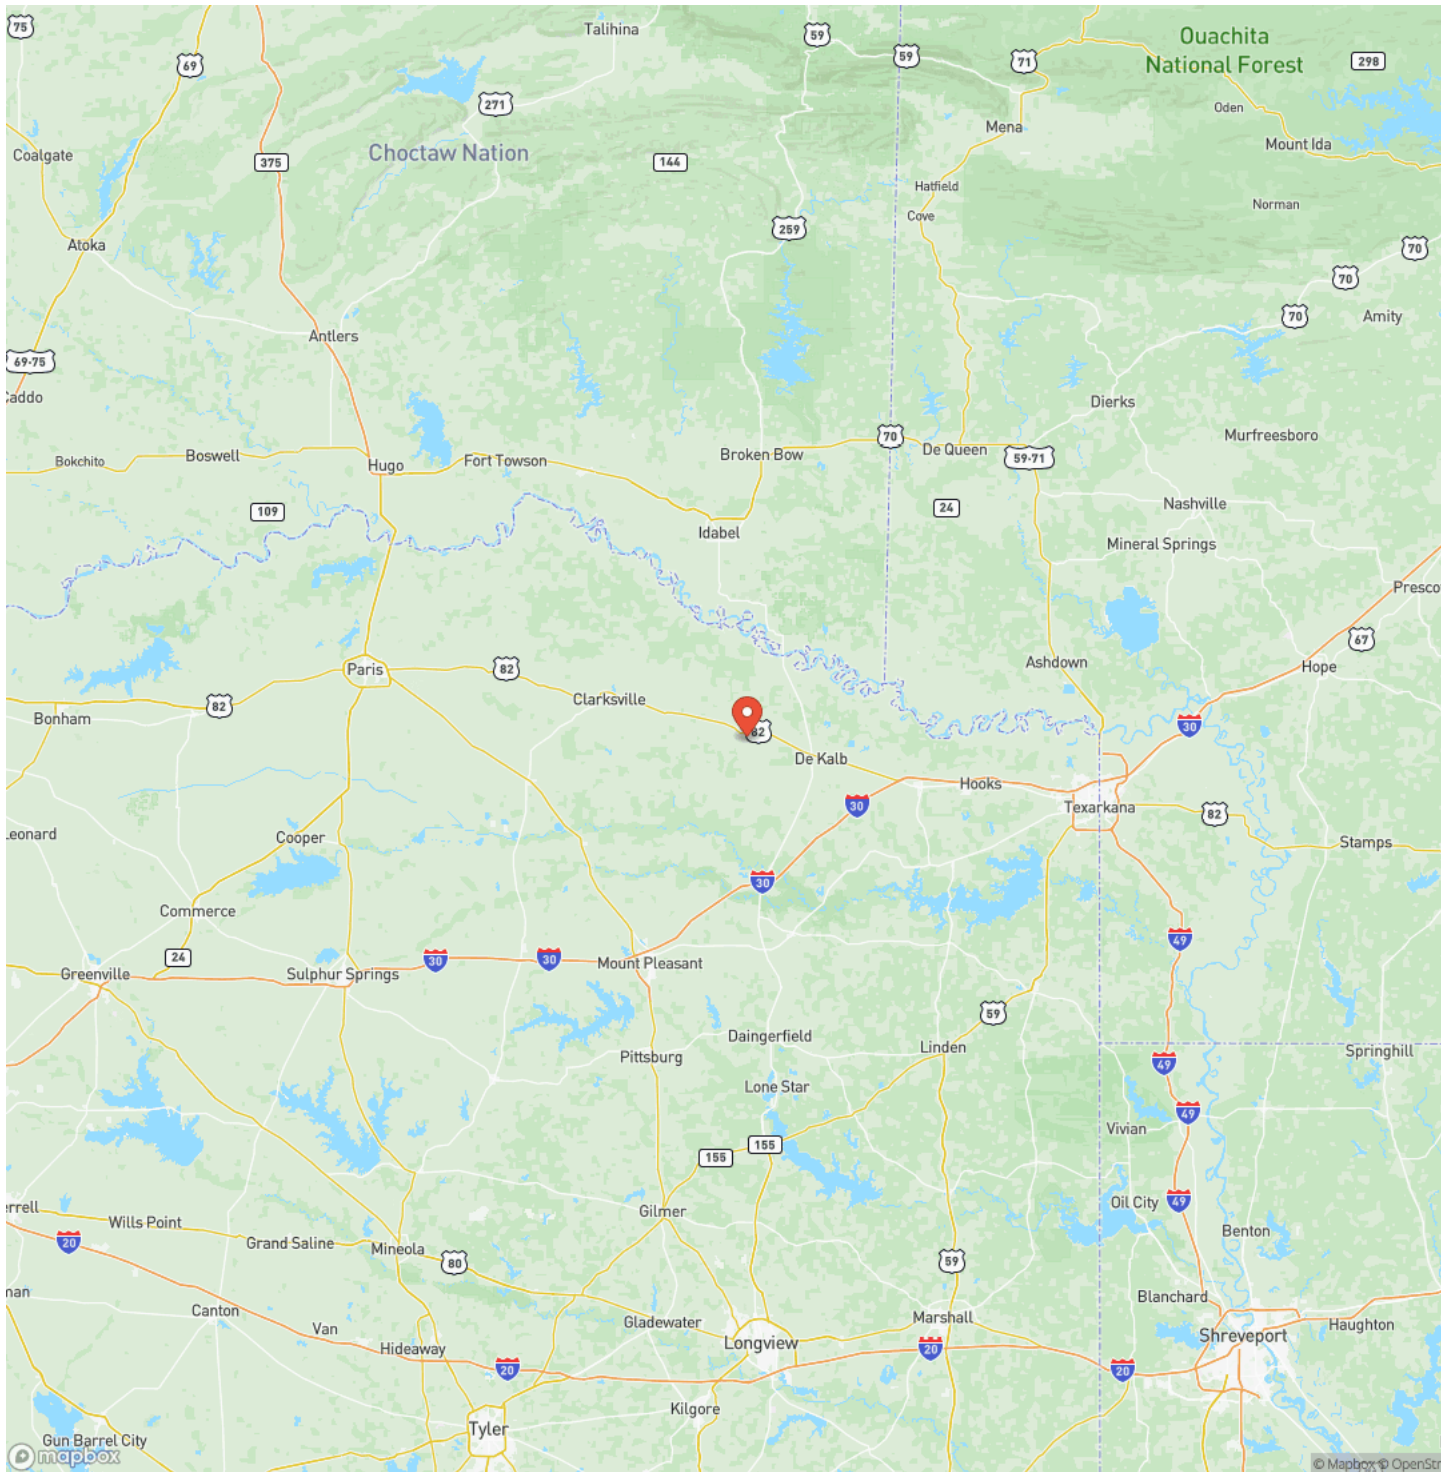 75
Talihina
59
59
71
Ouachita
National Forest
298
69
271
Oden
Mena
Mount Ida
Coalgate
Choctaw Nation
375
144
Hatfield
Norman
Cove
259
Atoka
70
70
70
Amity
Antlers
69-75
Caddo
Dierks
Murfreesboro
70
Bokchito
Boswell
Hugo
Fort Towson
Broken Bow
De Queen
59-71
Nashville
109
24
Idabel
Mineral Springs
Presco
67
Ashdown
Hope
Paris
82
82
Clarksville
Bonham
82
30
De Kalb
Hooks
Texarkana
30
82
Leonard
Cooper
Stamps
30
Commerce
24
49
Greenville
Sulphur Springs
30
30
Mount Pleasant
59
Daingerfield
Linden
Pittsburg
Springhill
49
Lone Star
49
Vivian
155
155
Oil City
49
Gilmer
Wills Point
Grand Saline
Mineola
20
80
59
Benton
man
Canton
Blanchard
Van
Gladewater
Marshall
Haughton
Hideaway
Longview
Shreveport
20
20
20
Kilgore
Tyler
Gun Barrel City
mapbox
© Mapbox © OpenStr